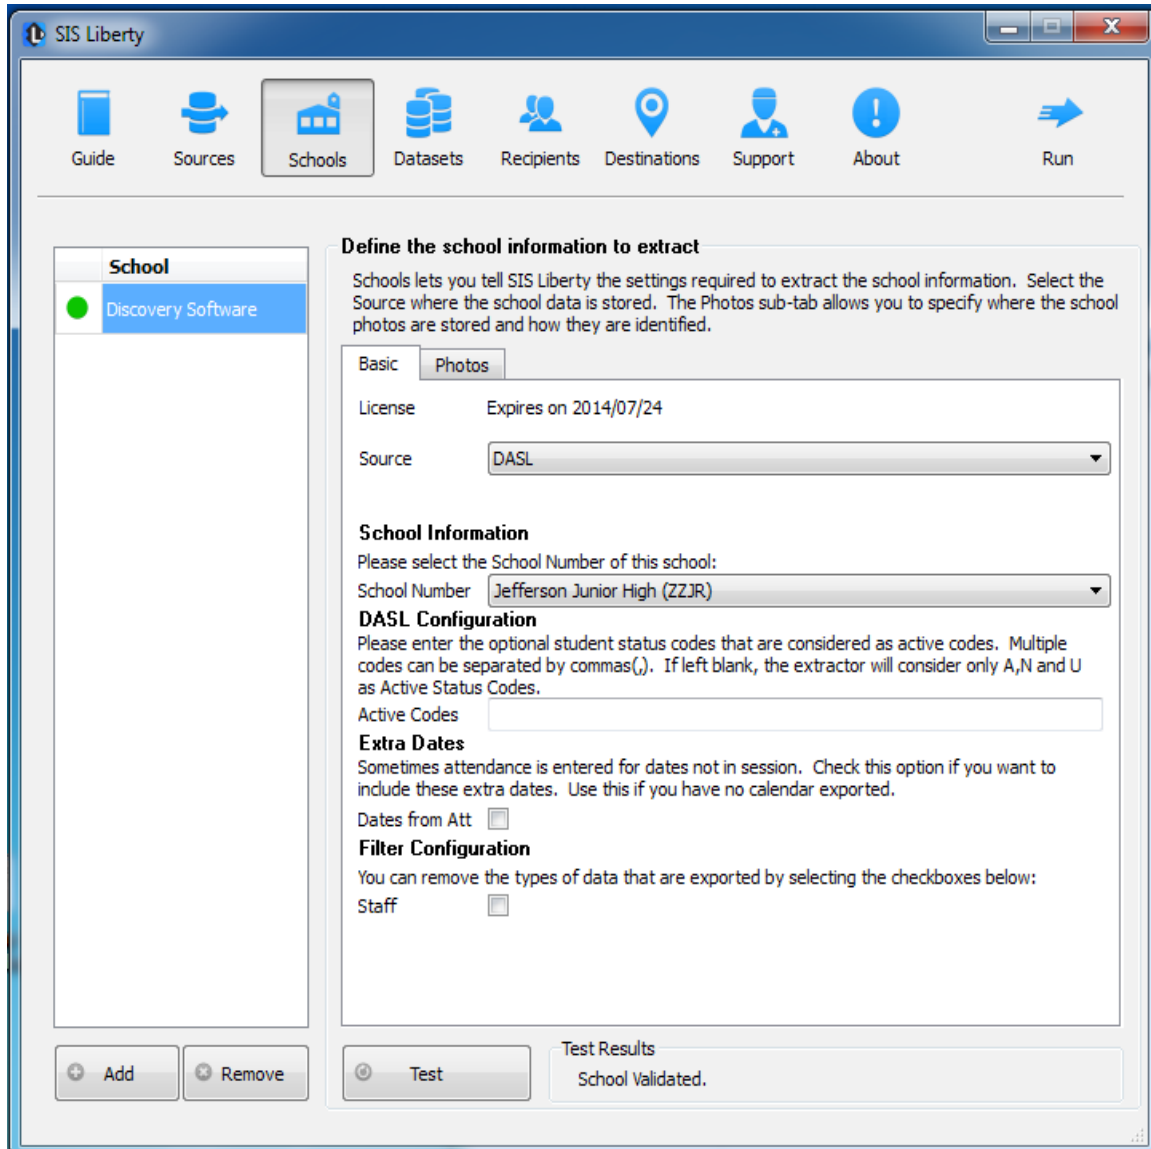 SIS Liberty
Guide
Sources
Schools
Datasets
Recipients
Destinations
Support
About
Run
School
Discovery Software
Define the school information to extract
Schools lets you tell SIS Liberty the settings required to extract the school information.  Select the
Source where the school data is stored.  The Photos sub-tab allows you to specify where the school
photos are stored and how they are identified.
Basic
Photos
License Expires on 2014/07/24
Source DASL
School Information
Please select the School Number of this school:
School Number Jefferson Junior High (ZZJR)
DASL Configuration
Please enter the optional student status codes that are considered as active codes.  Multiple
codes can be separated by commas(,).  If left blank, the extractor will consider only A,N and U
as Active Status Codes.
Active Codes
Extra Dates
Sometimes attendance is entered for dates not in session.  Check this option if you want to
include these extra dates.  Use this if you have no calendar exported.
Dates from Att
Filter Configuration
You can remove the types of data that are exported by selecting the checkboxes below:
Staff
Add
Remove
Test
Test Results
School Validated.